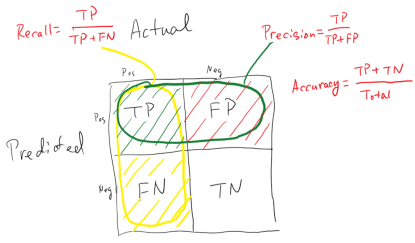 Recall = TP / TP+FN
Actual
Precision = TP / TP+FP
Accuracy = TP + TN / Total
Pos Neg
Predicted
Pos TP FP
Neg FN TN